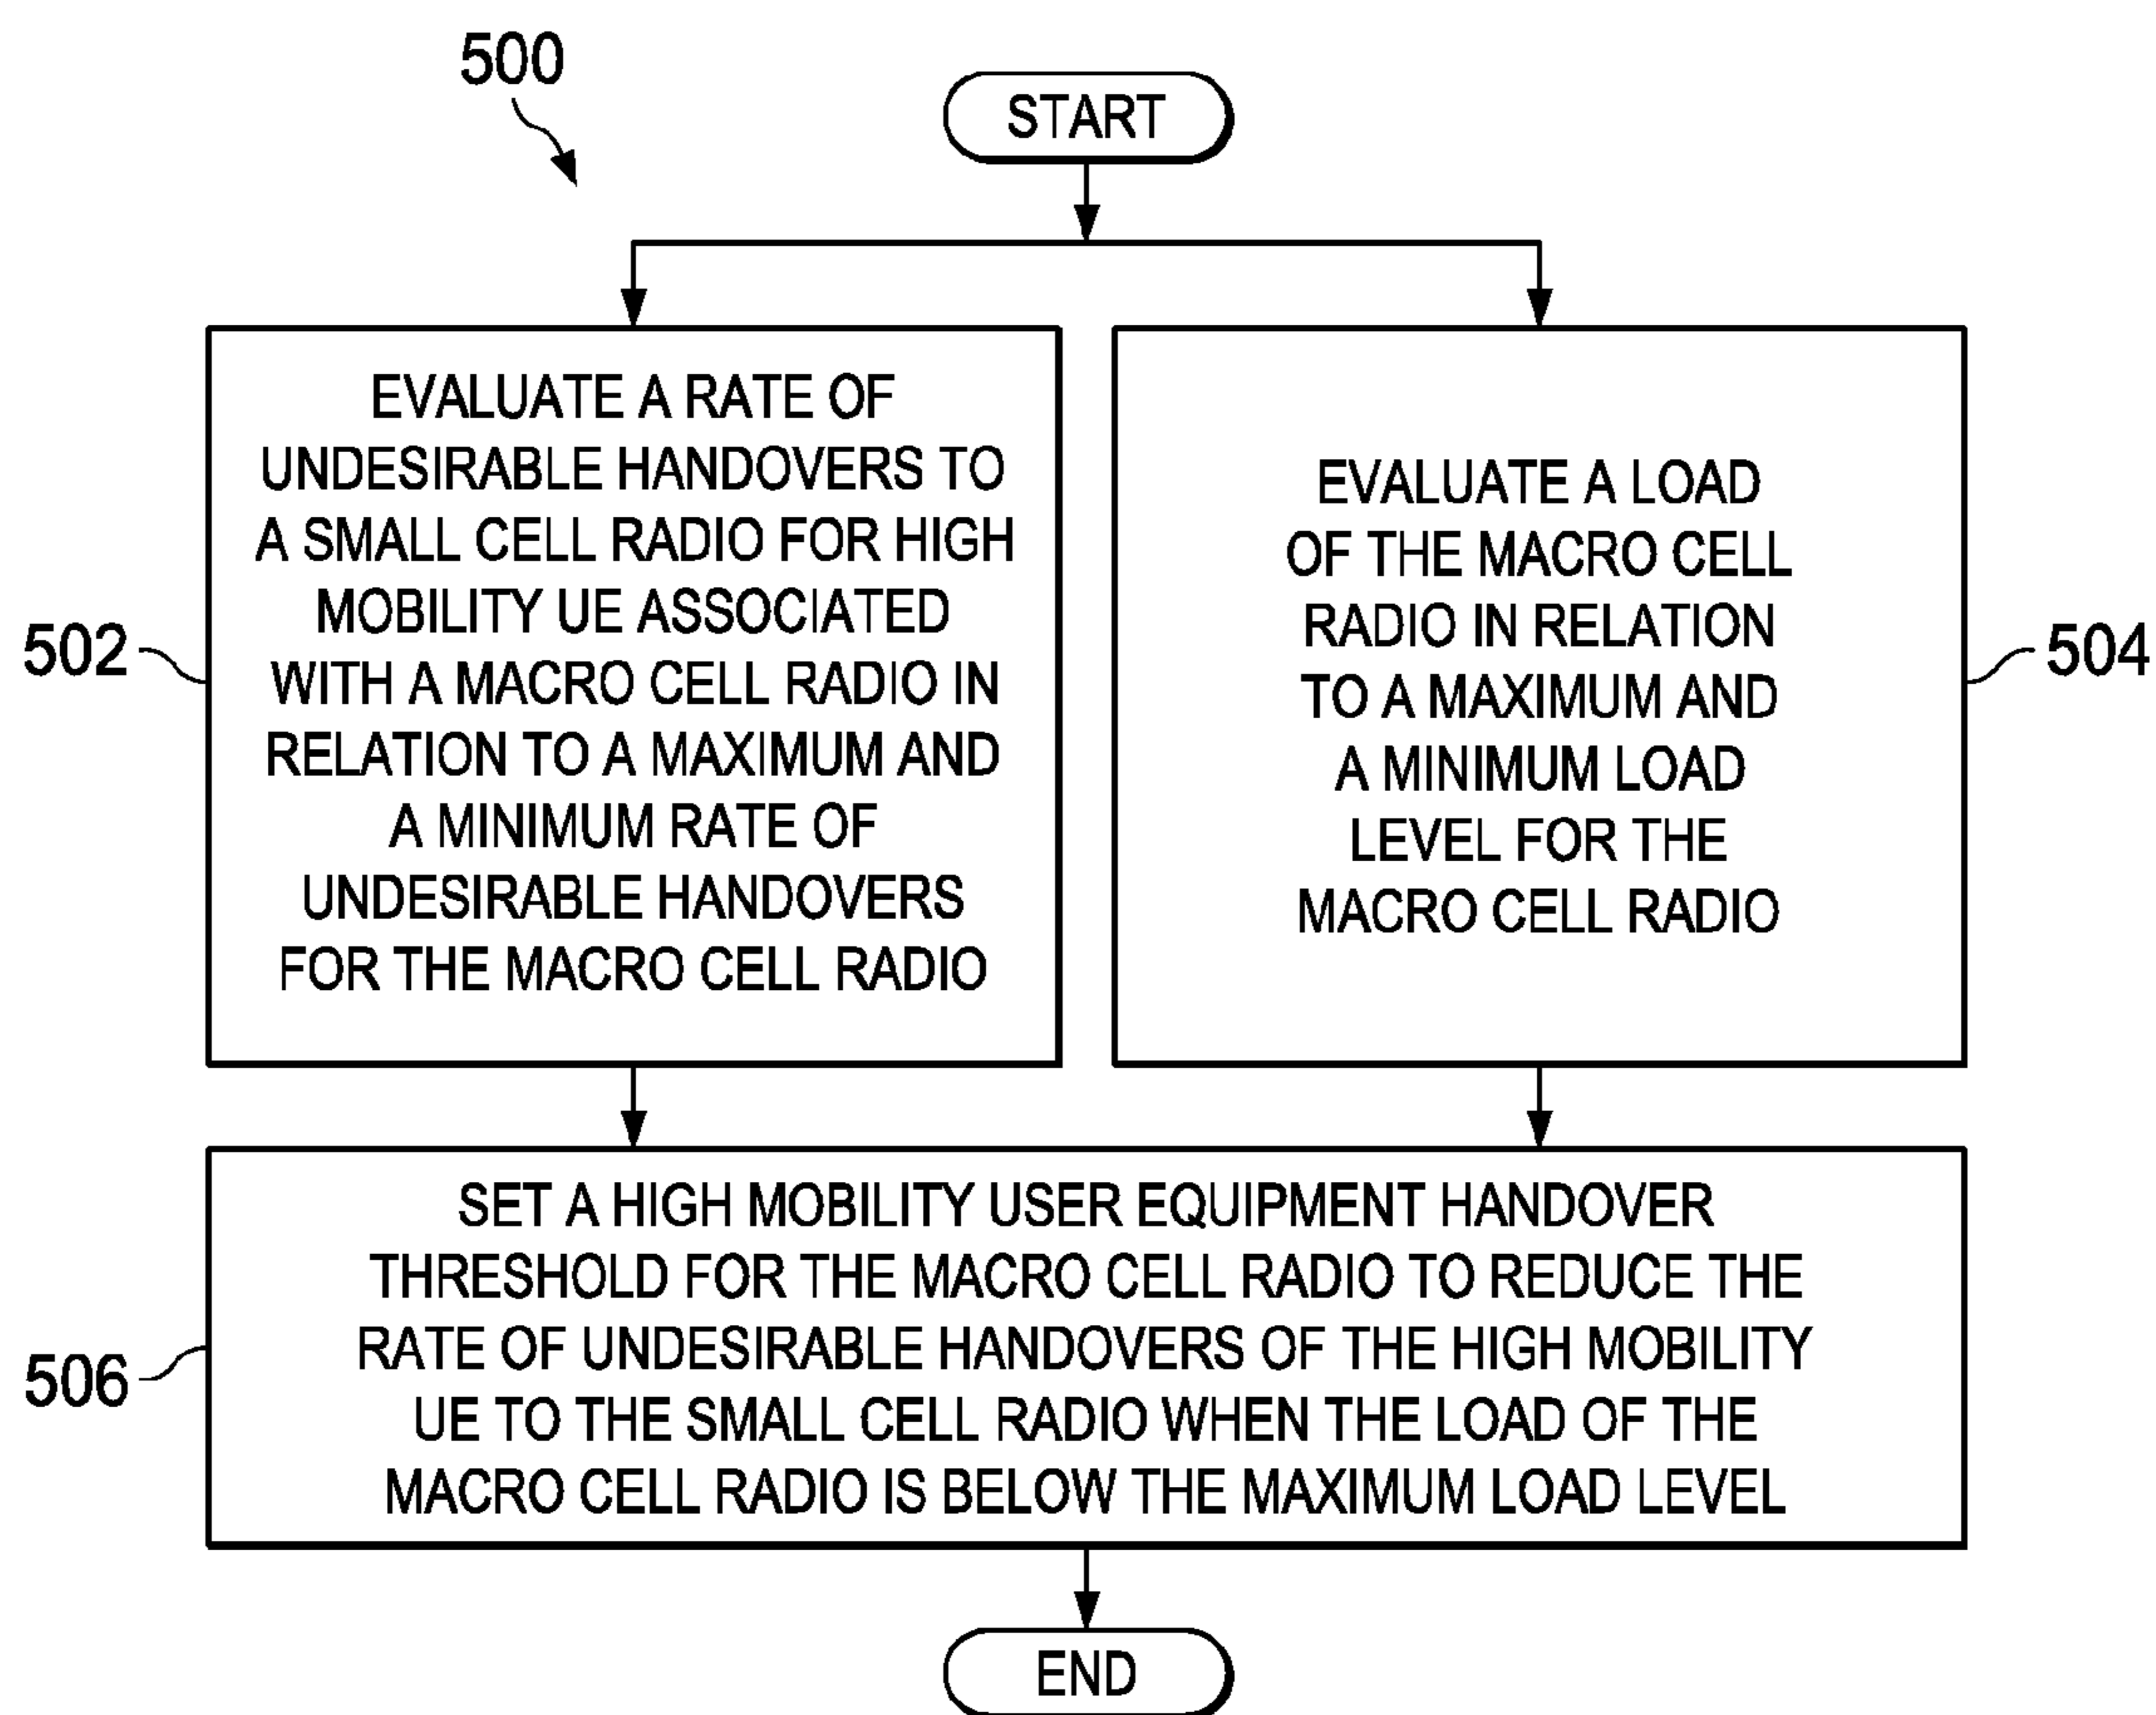 500
START
EVALUATE A RATE OF
UNDESIRABLE HANDOVERS TO
A SMALL CELL RADIO FOR HIGH
MOBILITY UE ASSOCIATED
WITH A MACRO CELL RADIO IN
RELATION TO A MAXIMUM AND
A MINIMUM RATE OF
UNDESIRABLE HANDOVERS
FOR THE MACRO CELL RADIO
502
EVALUATE A LOAD
OF THE MACRO CELL
RADIO IN RELATION
TO A MAXIMUM AND
A MINIMUM LOAD
LEVEL FOR THE
MACRO CELL RADIO
504
SET A HIGH MOBILITY USER EQUIPMENT HANDOVER
THRESHOLD FOR THE MACRO CELL RADIO TO REDUCE THE
RATE OF UNDESIRABLE HANDOVERS OF THE HIGH MOBILITY
UE TO THE SMALL CELL RADIO WHEN THE LOAD OF THE
MACRO CELL RADIO IS BELOW THE MAXIMUM LOAD LEVEL
506
END